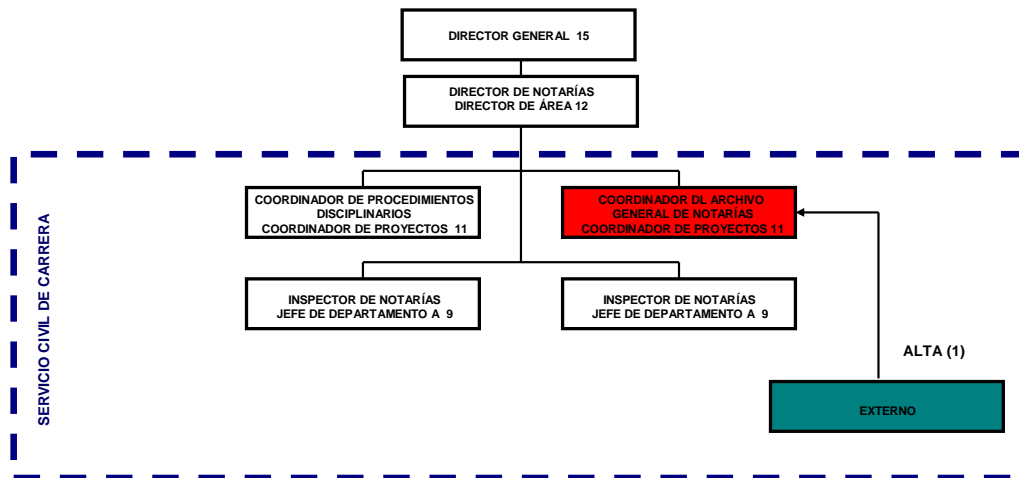 DIRECTOR GENERAL 15
DIRECTOR DE NOTARÍAS
DIRECTOR DE ÁREA 12
SERVICIO CIVIL DE CARRERA
COORDINADOR DE PROCEDIMIENTOS
DISCIPLINARIOS
COORDINADOR DE PROYECTOS 11
COORDINADOR DL ARCHIVO
GENERAL DE NOTARÍAS
COORDINADOR DE PROYECTOS 11
INSPECTOR DE NOTARÍAS
JEFE DE DEPARTAMENTO A 9
INSPECTOR DE NOTARÍAS
JEFE DE DEPARTAMENTO A 9
ALTA (1)
EXTERNO